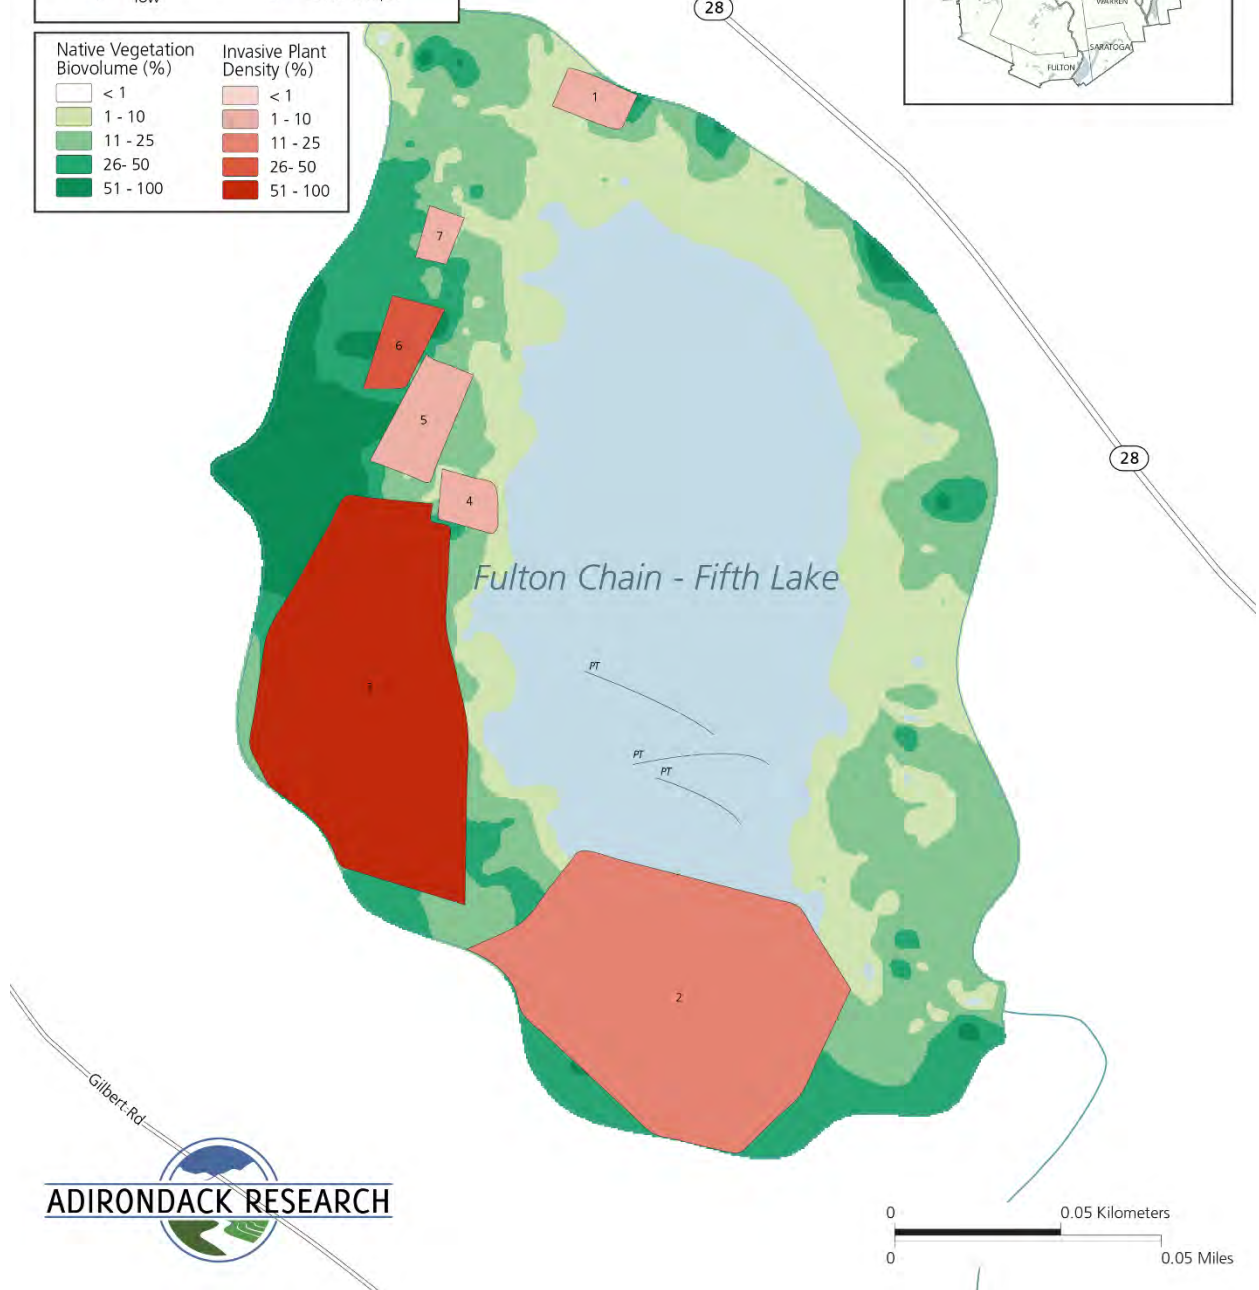 low
28
WARREN
SARATOGA
FULTON
Native Vegetation
Biovolume (%)
< 1
1 - 10
11 - 25
26- 50
51 - 100
Invasive Plant
Density (%)
< 1
1 - 10
11 - 25
26- 50
51 - 100
1
7
6
5
4
28
Fulton Chain - Fifth Lake
PT
PT
PT
2
Gilbert Rd
ADIRONDACK RESEARCH
0
0.05 Kilometers
0
0.05 Miles